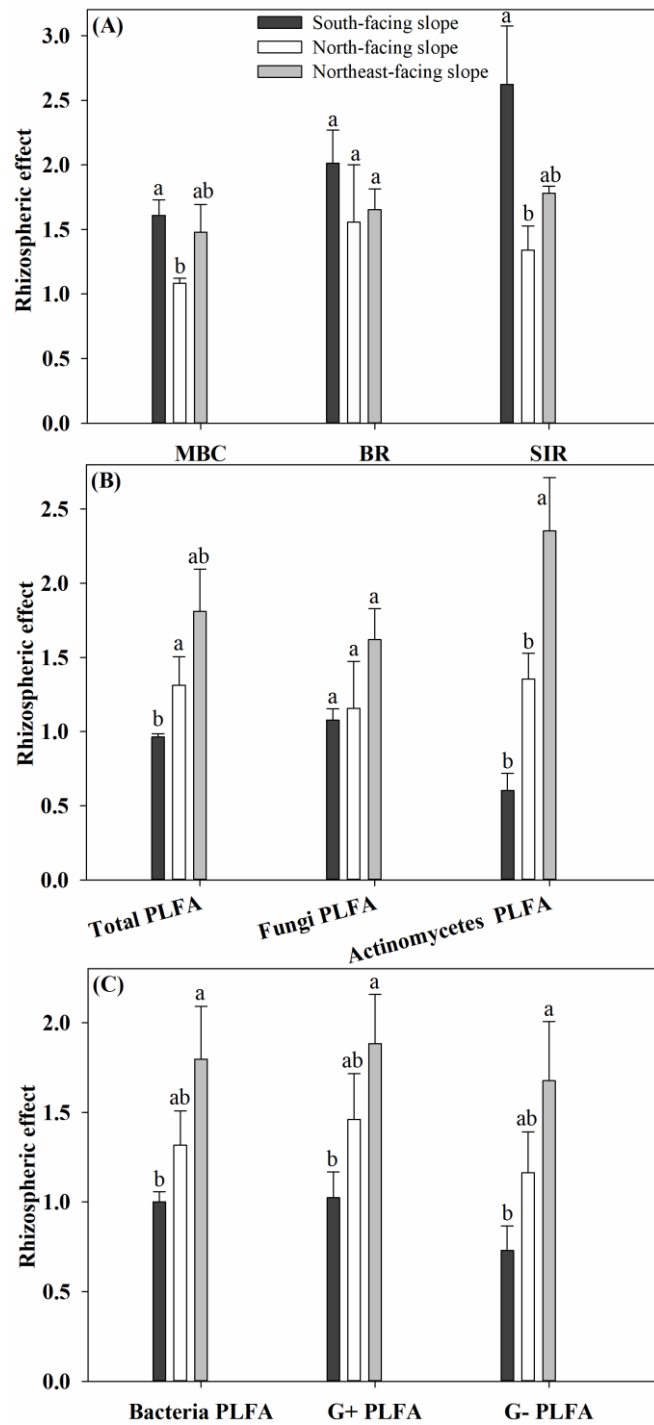 (A)
South-facing slope
North-facing slope
Northeast-facing slope
Rhizospheric effect
3.0
2.5
2.0
1.5
1.0
0.5
0.0
a
b
ab
a
a
a
a
b
ab
MBC
BR
SIR
(B)
Rhizospheric effect
2.5
2.0
1.5
1.0
0.5
0.0
b
a
ab
a
a
a
b
b
a
Total PLFA
Fungi PLFA
Actinomycetes PLFA
(C)
Rhizospheric effect
2.0
1.5
1.0
0.5
0.0
b
ab
a
b
ab
a
b
ab
a
Bacteria PLFA
G+ PLFA
G- PLFA